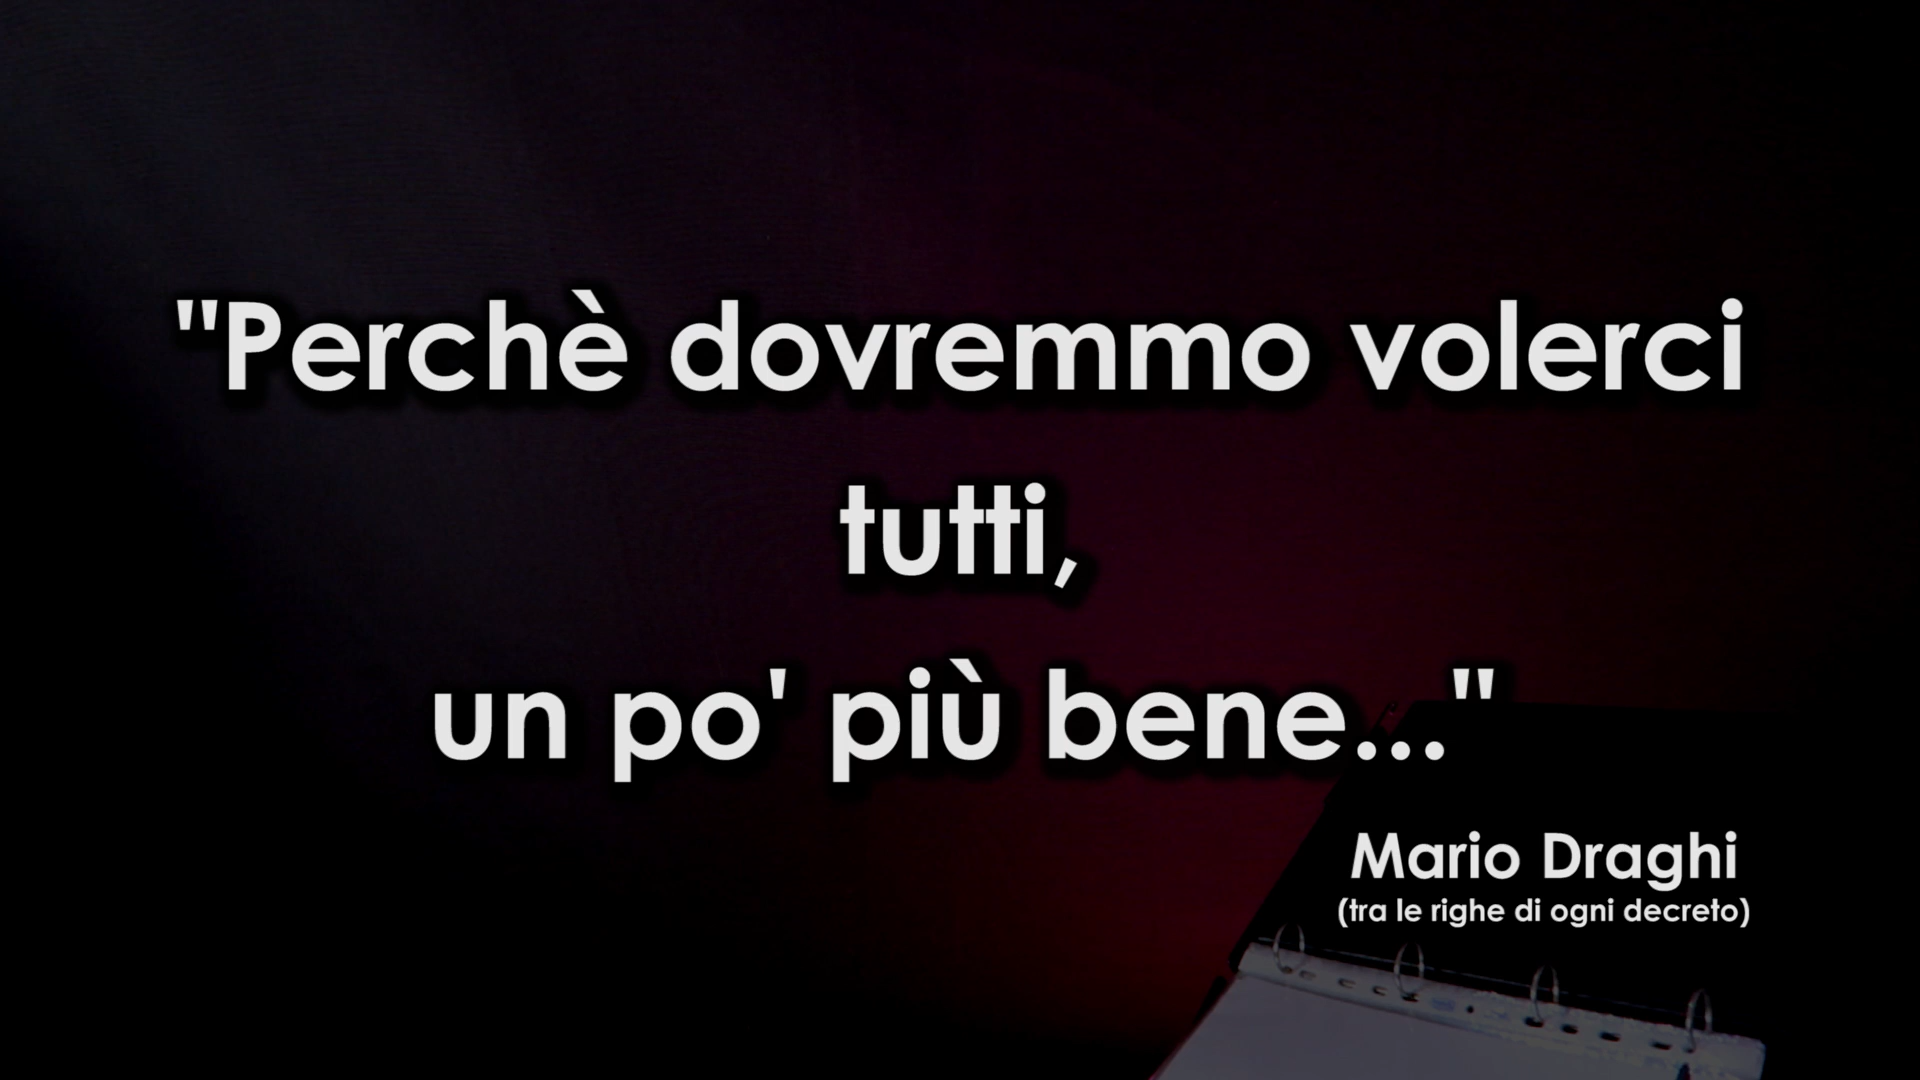 "Perchè dovremmo volerci
tutti,
un po' più bene..."
Mario Draghi
(tra le righe di ogni decreto)